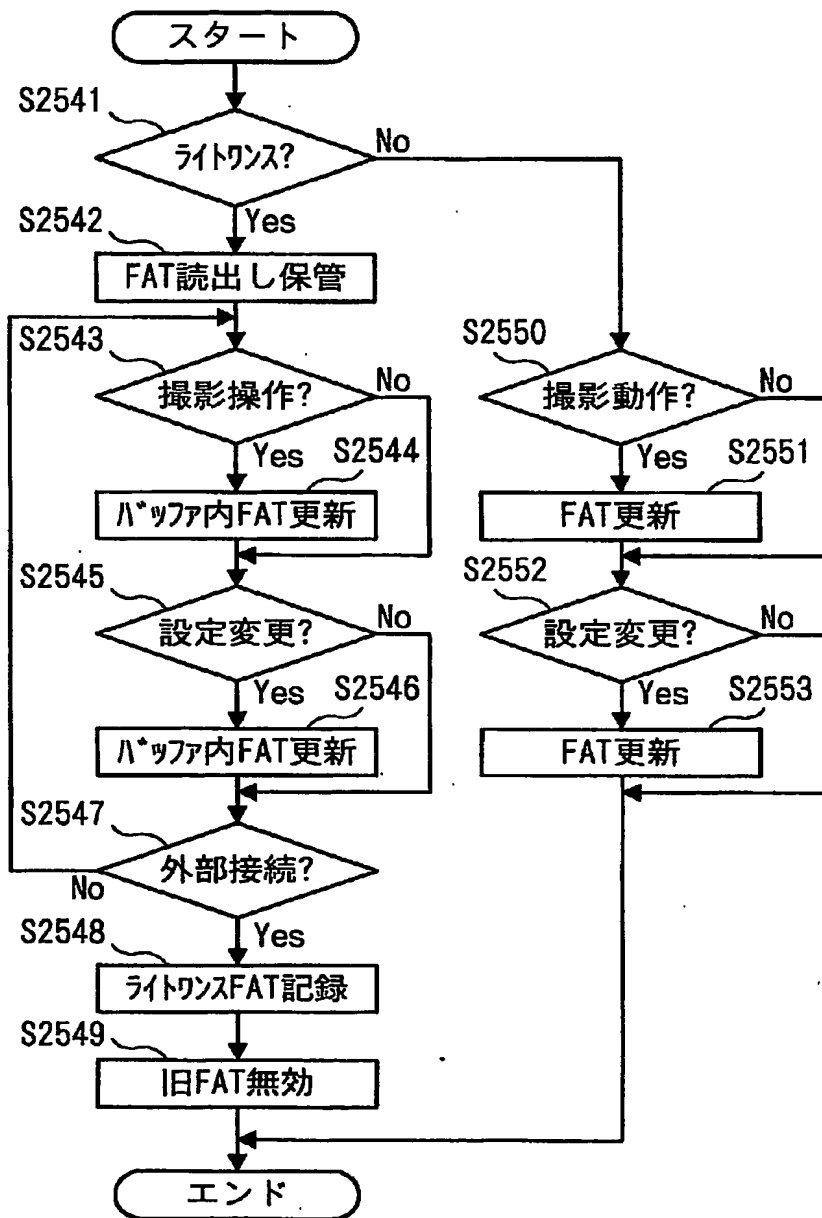 スタート
S2541
ライトワンス?
No
Yes
S2542
FAT読出し保管
S2543
撮影操作?
No
Yes
S2544
バッファ内FAT更新
S2545
設定変更?
No
Yes
S2546
バッファ内FAT更新
S2547
外部接続?
No
Yes
S2548
ライトワンスFAT記録
S2549
旧FAT無効
S2550
撮影動作?
No
Yes
S2551
FAT更新
S2552
設定変更?
No
Yes
S2553
FAT更新
エンド